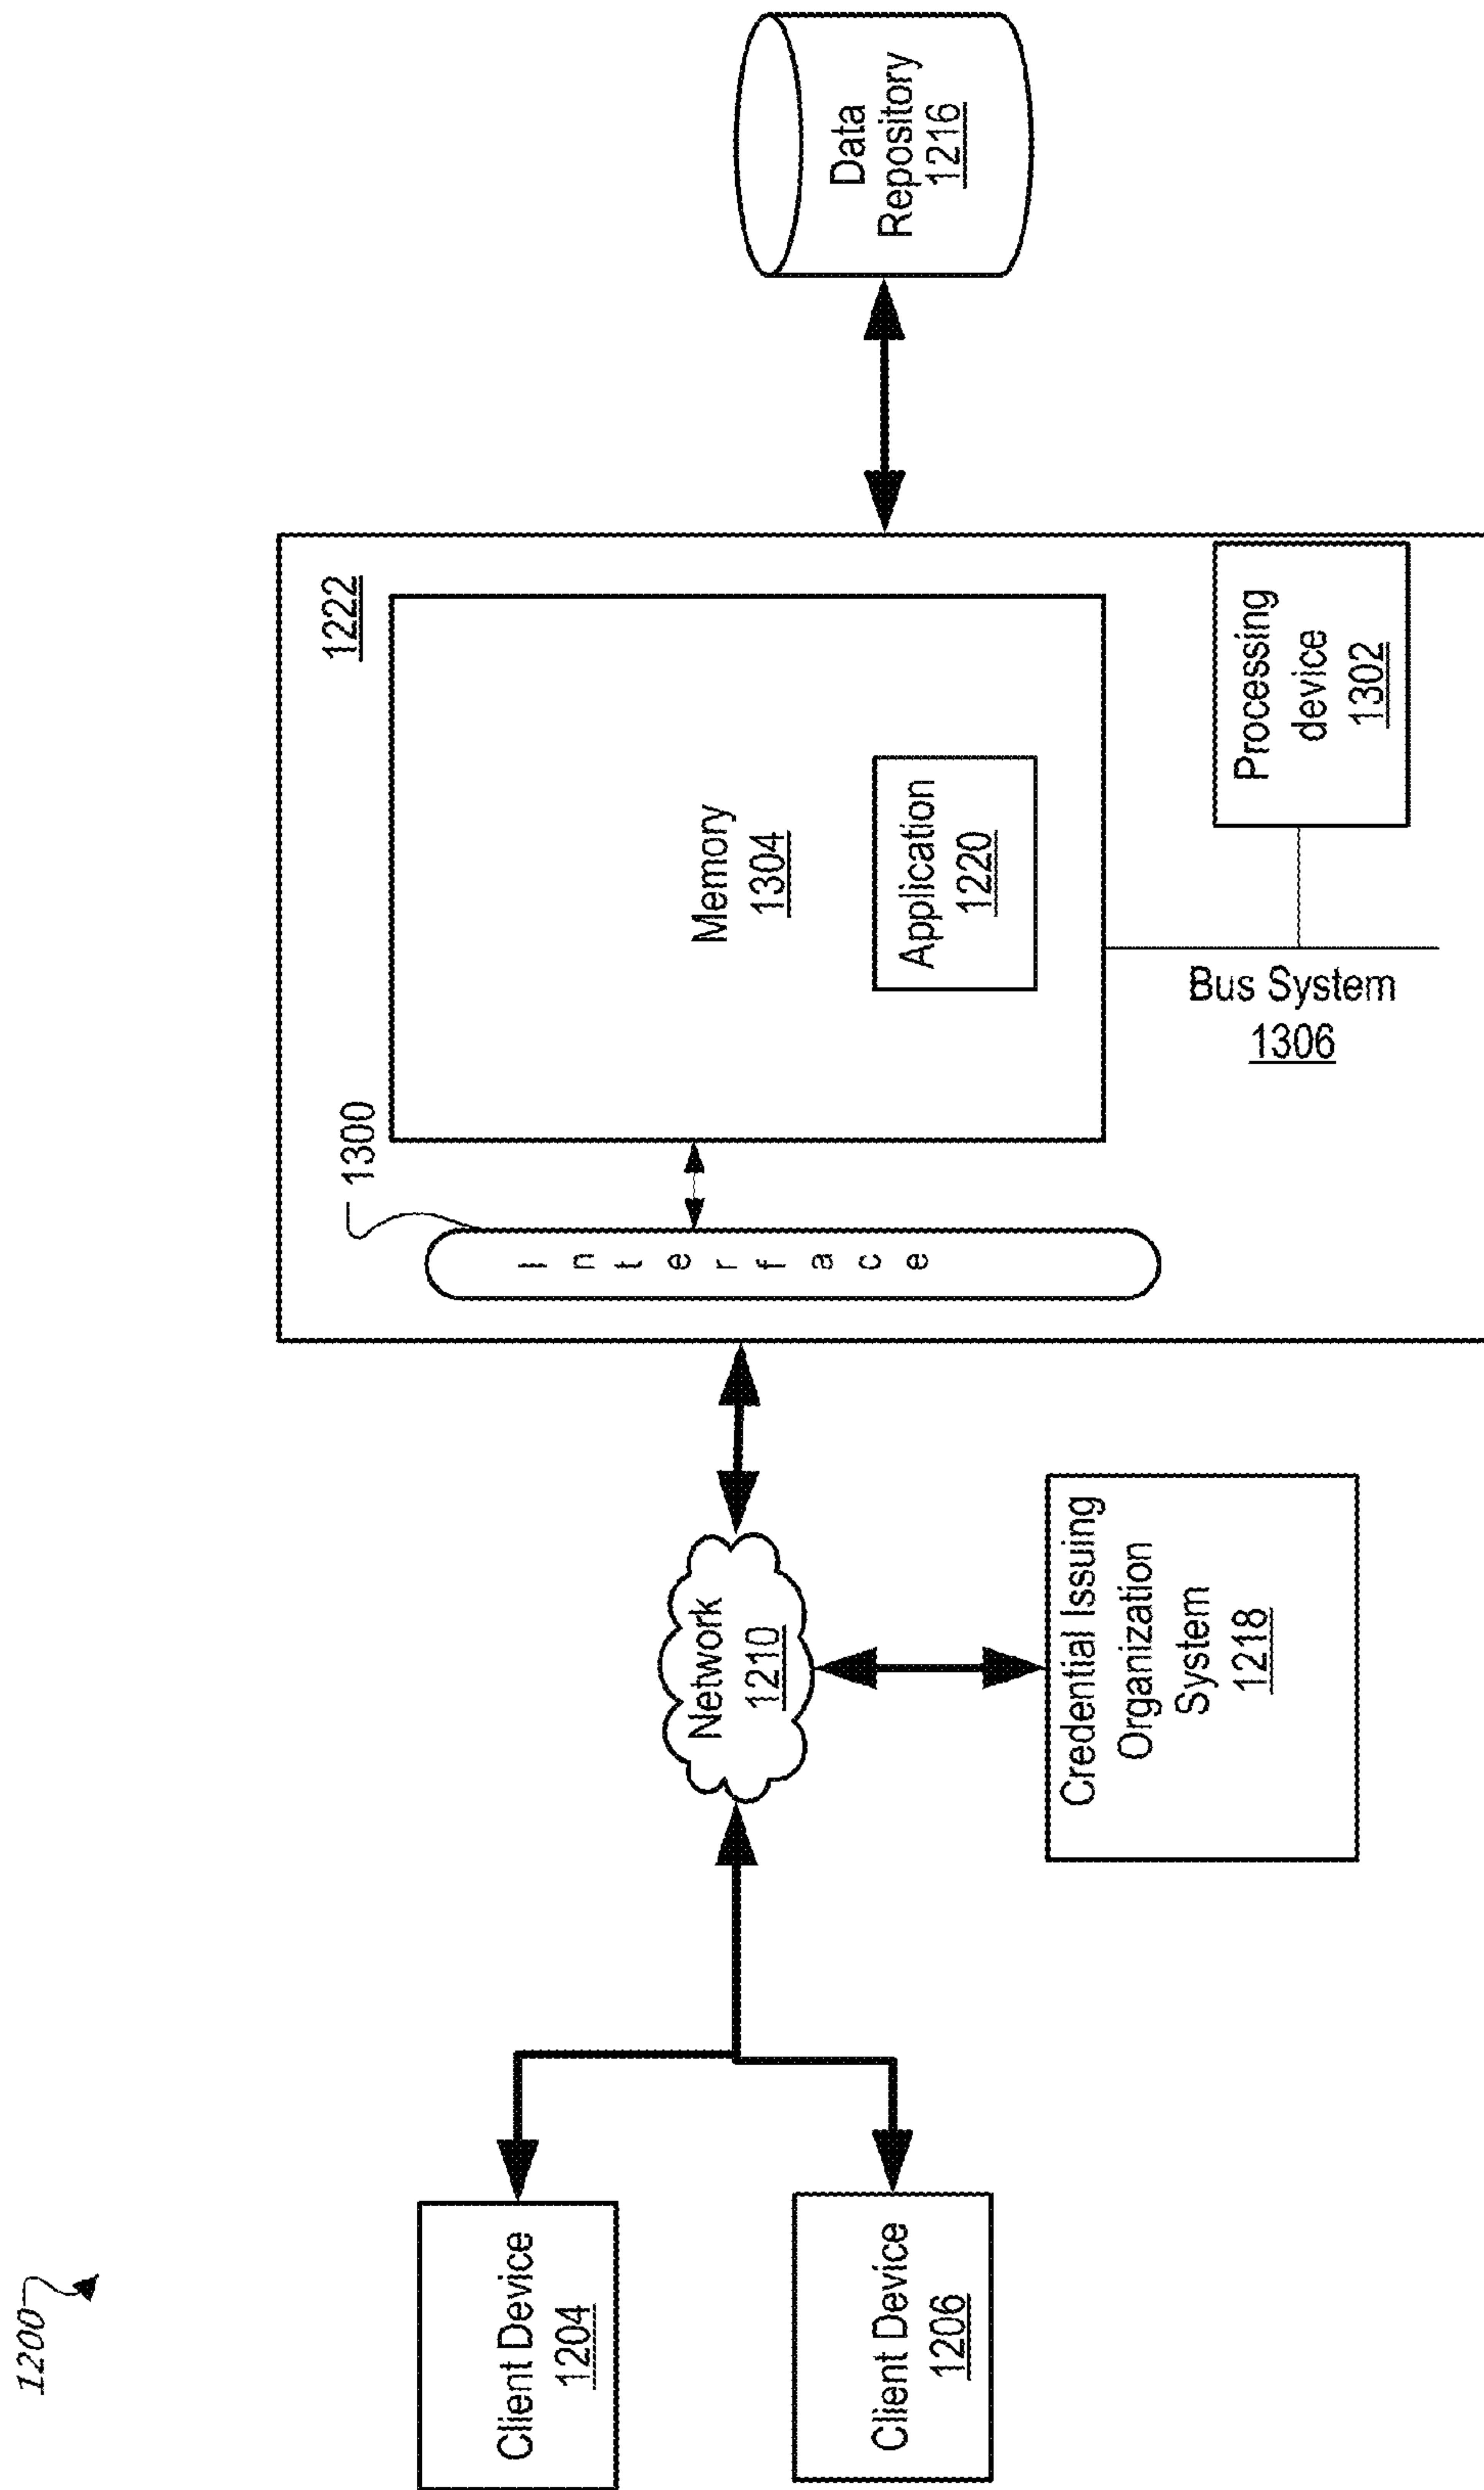 1200
Client Device
1204
Client Device
1206
Network
1210
Credential Issuing
Organization
System
1218
1300
Interface
1222
Memory
1304
Application
1220
Bus System
1306
Processing
device
1302
Data
Repository
1216